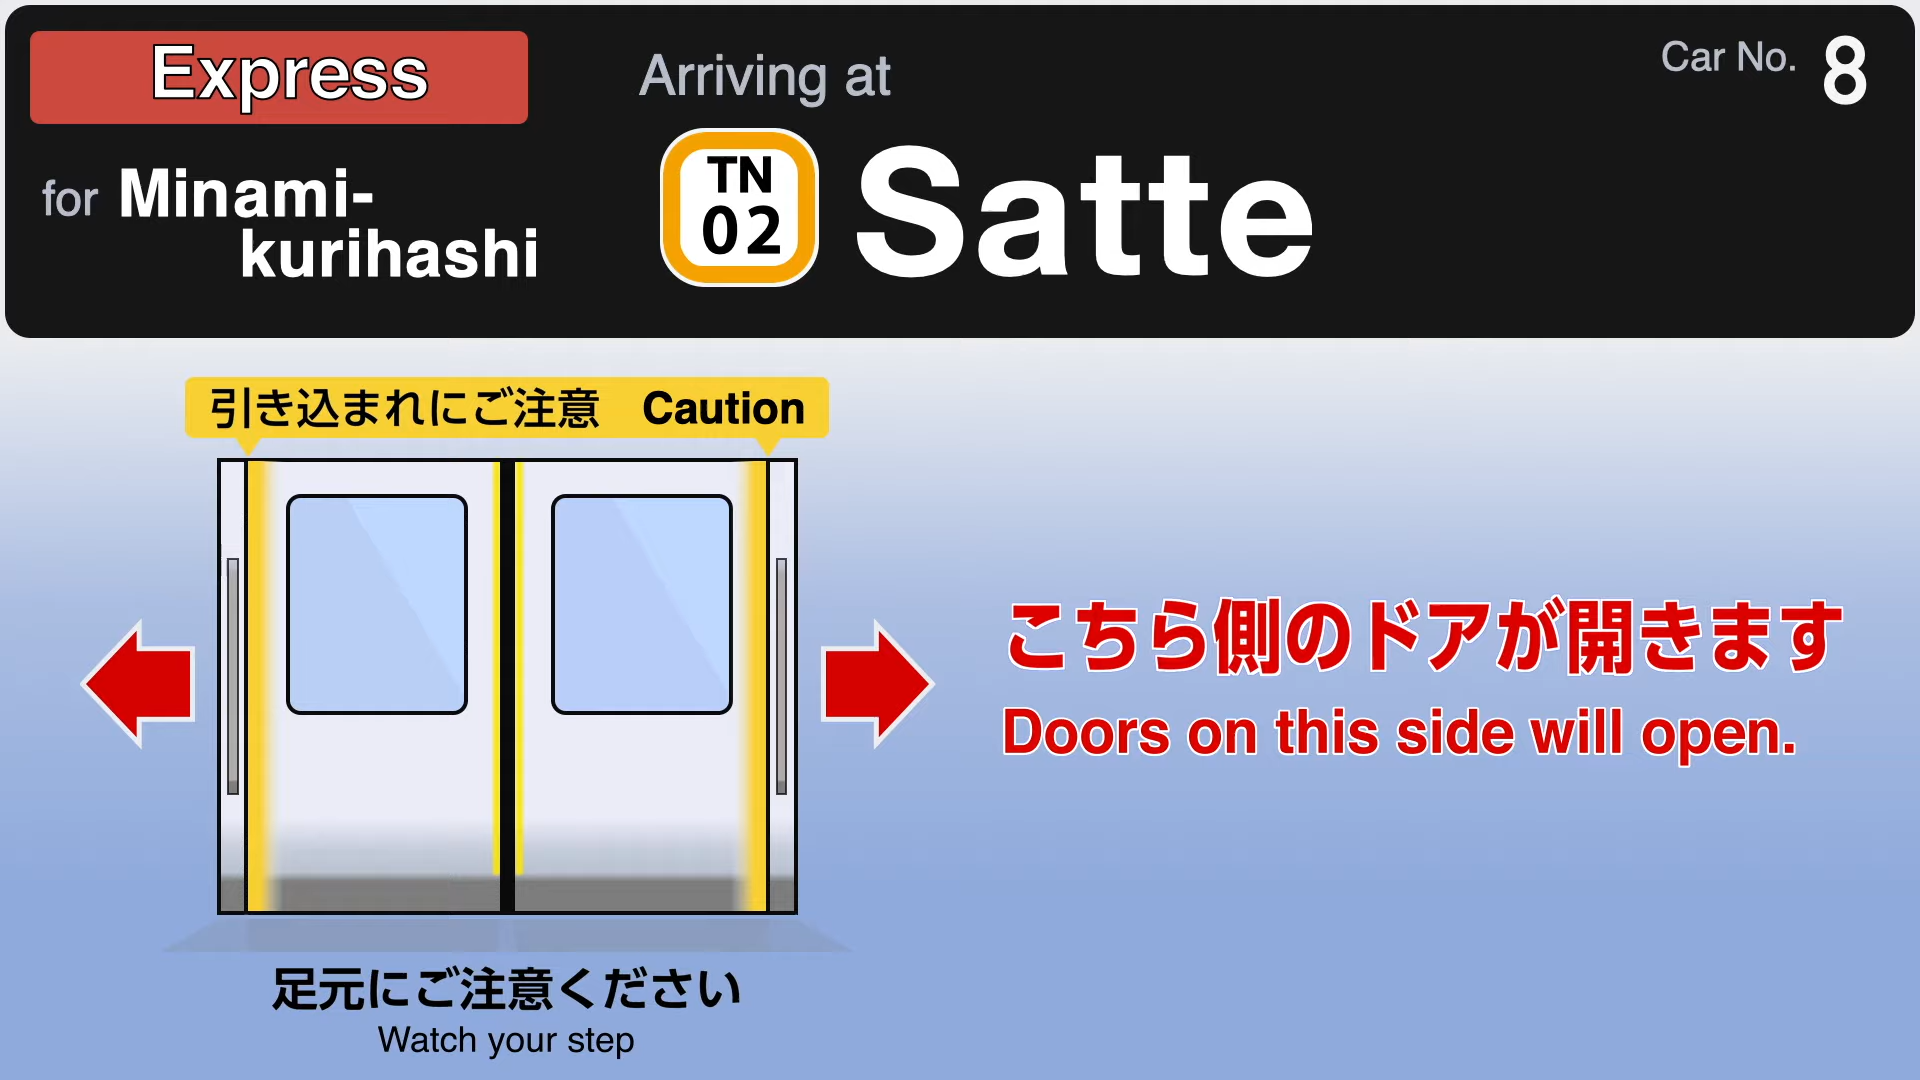 Express
for Minami-
kurihashi
Arriving at
TN
02
Satte
Car No. 8
引き込まれにご注意 Caution
こちら側のドアが開きます
Doors on this side will open.
足元にご注意ください
Watch your step